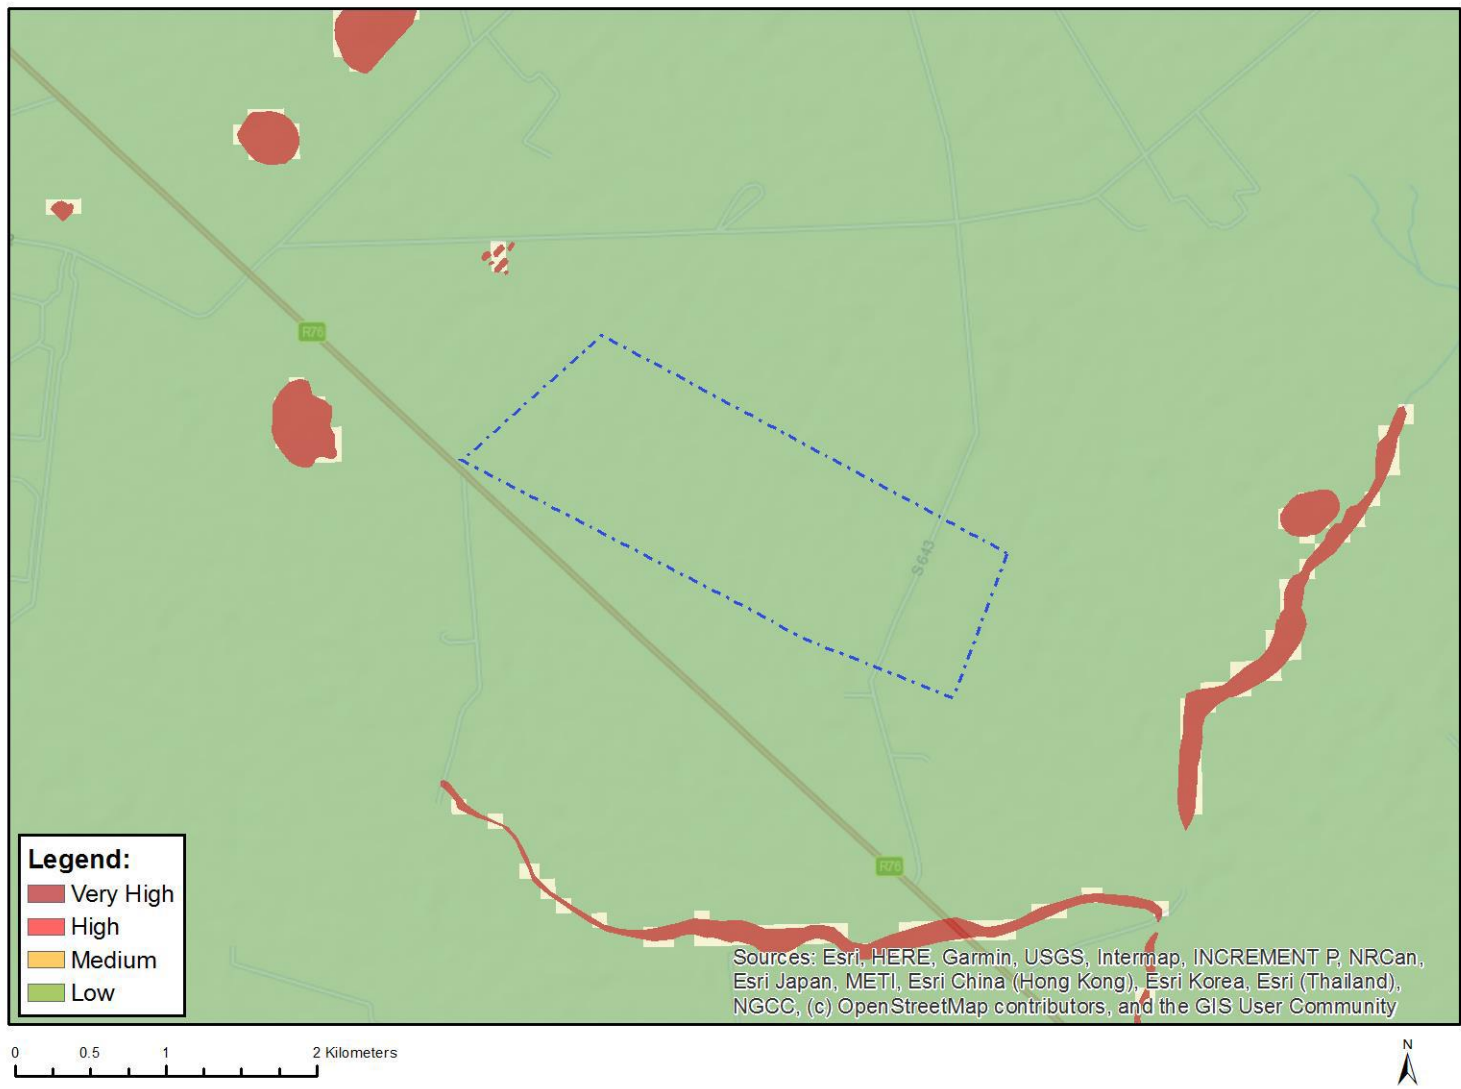 R76
S 643
R76
Legend:
Very High
High
Medium
Low
Sources: Esri, HERE, Garmin, USGS, Intermap, INCREMENT P, NRCan,
Esri Japan, METI, Esri China (Hong Kong), Esri Korea, Esri (Thailand),
NGCC, (c) OpenStreetMap contributors, and the GIS User Community
0 0.5 1 2 Kilometers
N